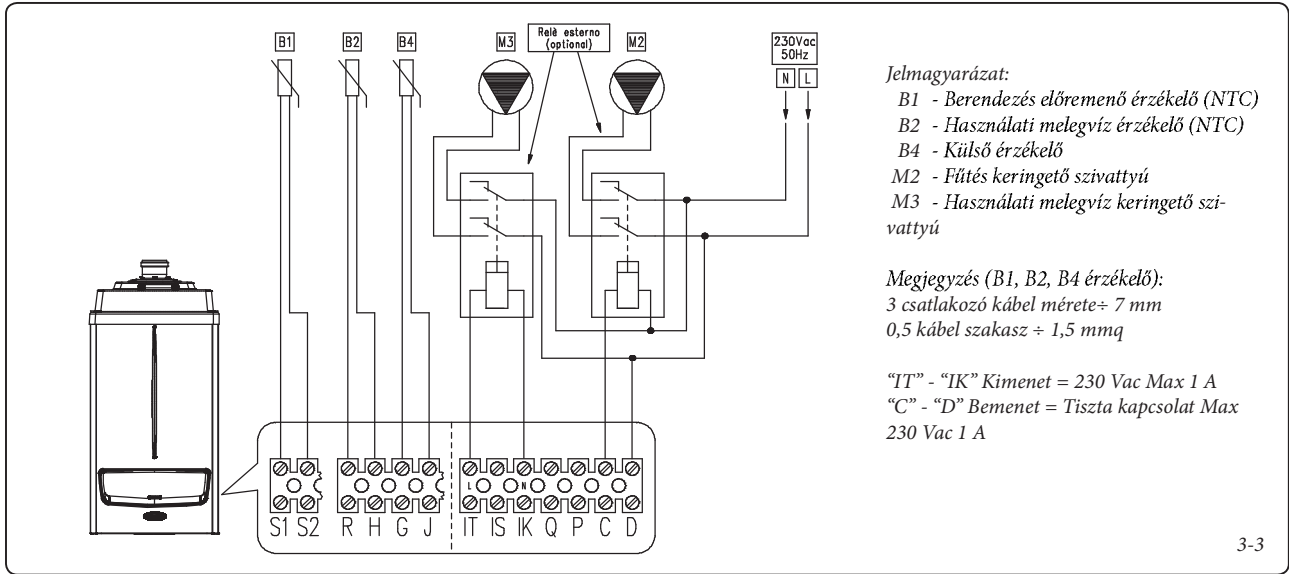 B1
B2
B4
M3
Relè esterno
(optional)
M2
230Vac
50Hz
N L
L N
S1 S2 R H G J IT IS IK Q P C D
Jelmagyarázat:
B1 - Berendezés előremenő érzékelő (NTC)
B2 - Használati melegvíz érzékelő (NTC)
B4 - Külső érzékelő
M2 - Fűtés keringető szivattyú
M3 - Használati melegvíz keringető szi-
vattyú
Megjegyzés (B1, B2, B4 érzékelő):
3 csatlakozó kábel mérete÷ 7 mm
0,5 kábel szakasz ÷ 1,5 mmq
“IT” - “IK” Kimenet = 230 Vac Max 1 A
“C” - “D” Bemenet = Tiszta kapcsolat Max
230 Vac 1 A
3-3